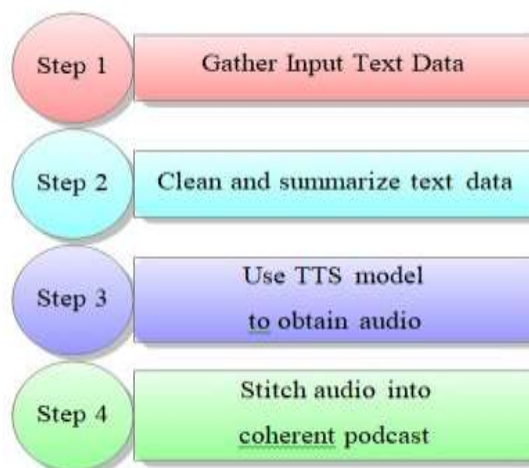 Step 1
Gather Input Text Data
Step 2
Clean and summarize text data
Step 3
Use TTS model
to obtain audio
Step 4
Stitch audio into
coherent podcast